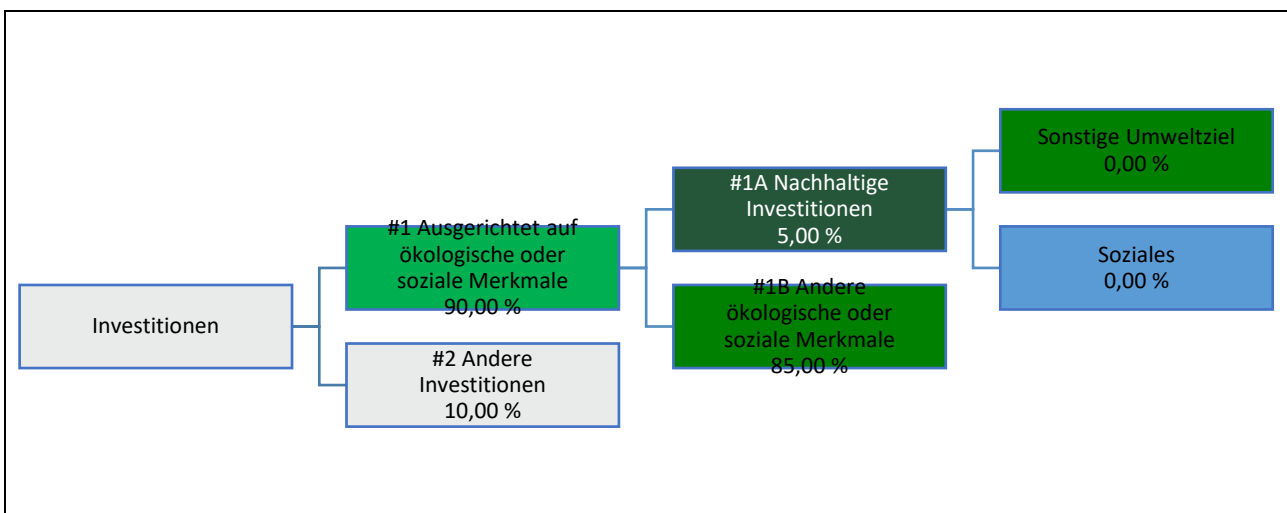 Investitionen
#1 Ausgerichtet auf
ökologische oder
soziale Merkmale
90,00 %
#2 Andere
Investitionen
10,00 %
#1A Nachhaltige
Investitionen
5,00 %
#1B Andere
ökologische oder
soziale Merkmale
85,00 %
Sonstige Umweltziel
0,00 %
Soziales
0,00 %